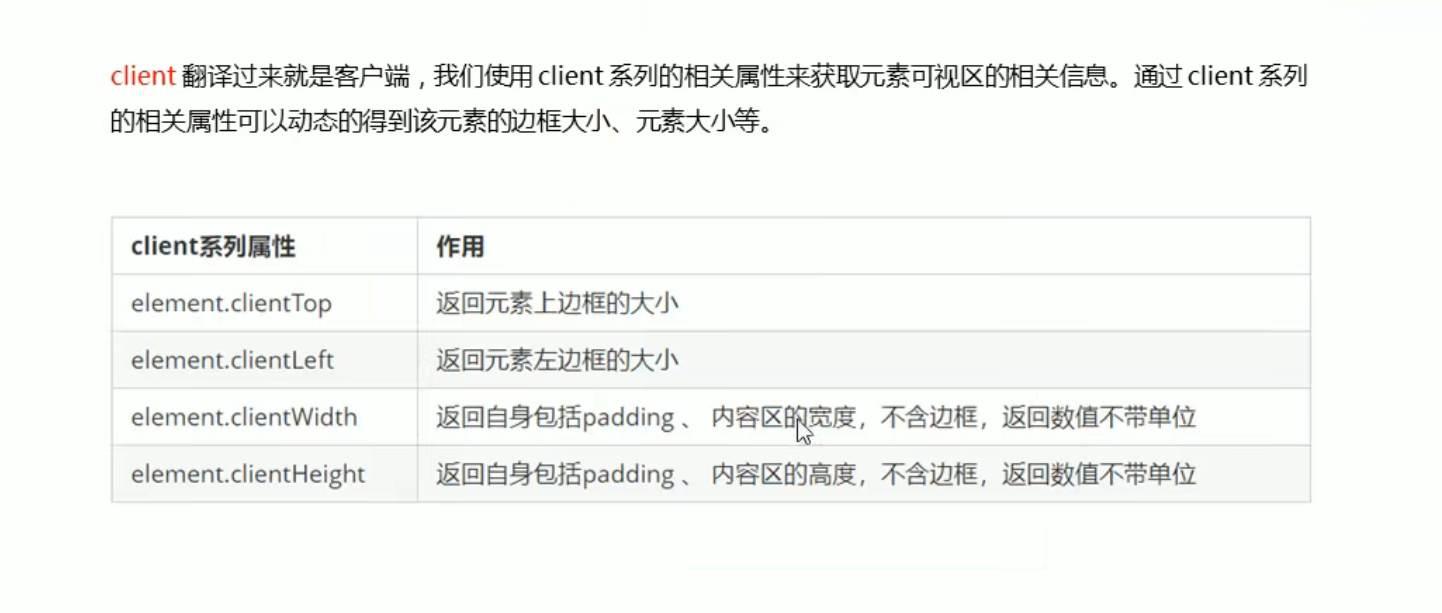 client 翻译过来就是客户端，我们使用 client 系列的相关属性来获取元素可视区的相关信息。通过 client 系列
的相关属性可以动态的得到该元素的边框大小、元素大小等。
client系列属性 作用
element.clientTop 返回元素上边框的大小
element.clientLeft 返回元素左边框的大小
element.clientWidth 返回自身包括padding 、 内容区的宽度，不含边框，返回数值不带单位
element.clientHeight 返回自身包括padding 、 内容区的高度，不含边框，返回数值不带单位